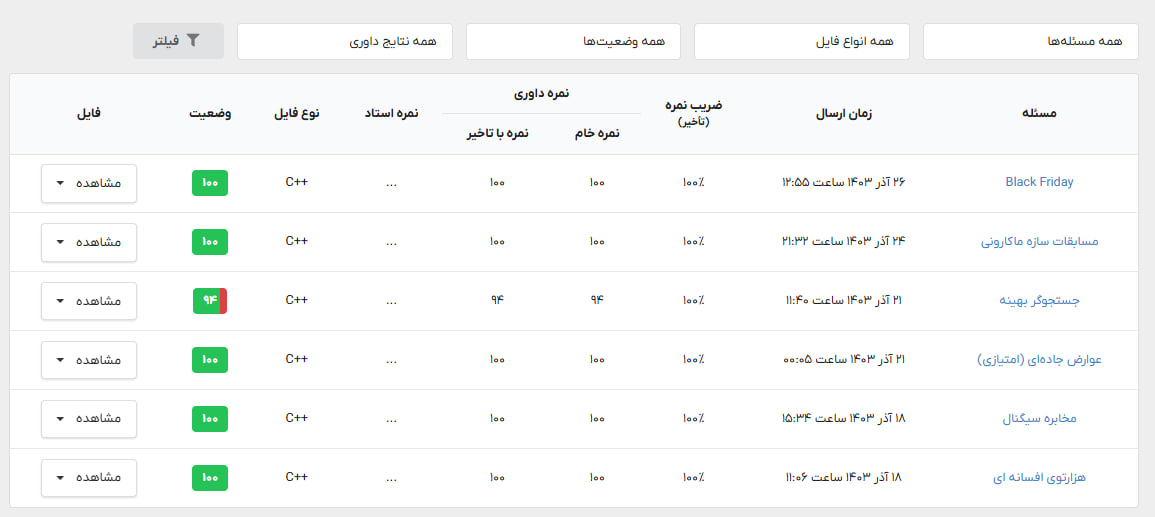 همه مسئله‌ها همه انواع فایل همه وضعیت‌ها همه نتایج داوری فیلتر
مسئله زمان ارسال ضریب نمره (تأخیر) نمره داوری نمره خام نمره با تاخیر نمره استاد نوع فایل وضعیت فایل
Black Friday ۲۶ آذر ۱۴۰۳ ساعت ۱۲:۵۵ ۱۰۰٪ ۱۰۰ ۱۰۰ ... C++ ۱۰۰ مشاهده
مسابقات سازه ماکارونی ۲۴ آذر ۱۴۰۳ ساعت ۲۱:۳۲ ۱۰۰٪ ۱۰۰ ۱۰۰ ... C++ ۱۰۰ مشاهده
جستجوگر بهینه ۲۱ آذر ۱۴۰۳ ساعت ۱۱:۴۰ ۱۰۰٪ ۹۴ ۹۴ ... C++ ۹۴ مشاهده
عوارض جاده‌ای (امتیازی) ۲۱ آذر ۱۴۰۳ ساعت ۰۰:۰۵ ۱۰۰٪ ۱۰۰ ۱۰۰ ... C++ ۱۰۰ مشاهده
مخابره سیگنال ۱۸ آذر ۱۴۰۳ ساعت ۱۵:۳۴ ۱۰۰٪ ۱۰۰ ۱۰۰ ... C++ ۱۰۰ مشاهده
هزارتوی افسانه ای ۱۸ آذر ۱۴۰۳ ساعت ۱۱:۰۶ ۱۰۰٪ ۱۰۰ ۱۰۰ ... C++ ۱۰۰ مشاهده